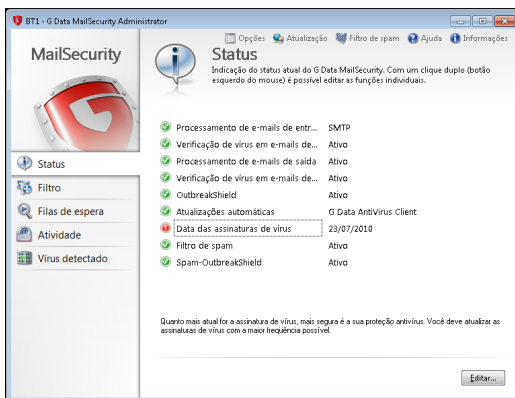 BT1 - G Data MailSecurity Administrator
Opções Atualização Filtro de spam Ajuda Informações
MailSecurity
Status
Indicação do status atual do G Data MailSecurity. Com um clique duplo (botão
esquerdo do mouse) é possível editar as funções individuais.
Status
Filtro
Filas de espera
Atividade
Vírus detectado
Processamento de e-mails de entr... SMTP
Verificação de vírus em e-mails de... Ativo
Processamento de e-mails de saída Ativo
Verificação de vírus em e-mails de... Ativo
OutbreakShield Ativo
Atualizações automáticas G Data AntiVirus Client
Data das assinaturas de vírus 23/07/2010
Filtro de spam Ativo
Spam-OutbreakShield Ativo
Quanto mais atual for a assinatura de vírus, mais segura é a sua proteção antivírus. Você deve atualizar as
assinaturas de vírus com a maior freqüência possível.
Editar...